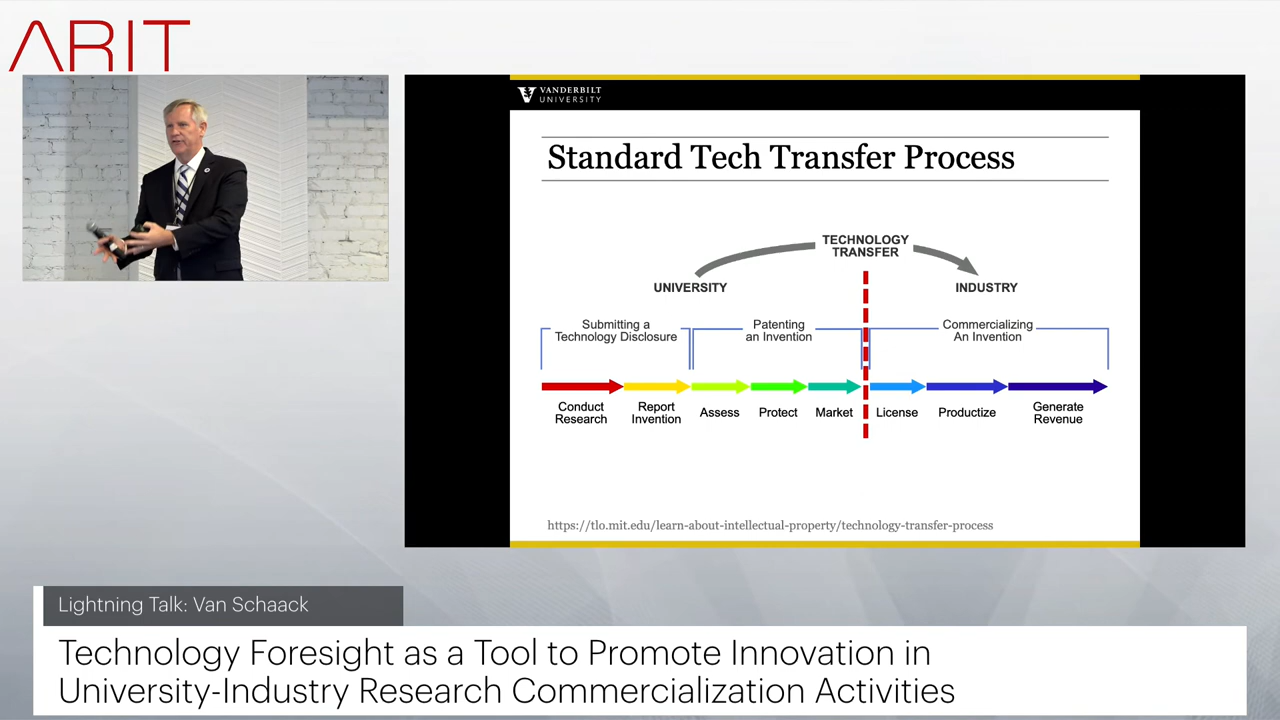 ARIT
VANDERBILT
UNIVERSITY
Standard Tech Transfer Process
TECHNOLOGY
TRANSFER
UNIVERSITY
INDUSTRY
Submitting a
Technology Disclosure
Patenting
an Invention
Commercializing
An Invention
Conduct
Research
Report
Invention
Assess
Protect
Market
License
Productize
Generate
Revenue
https://tlo.mit.edu/learn-about-intellectual-property/technology-transfer-process
Lightning Talk: Van Schaack
Technology Foresight as a Tool to Promote Innovation in
University-Industry Research Commercialization Activities